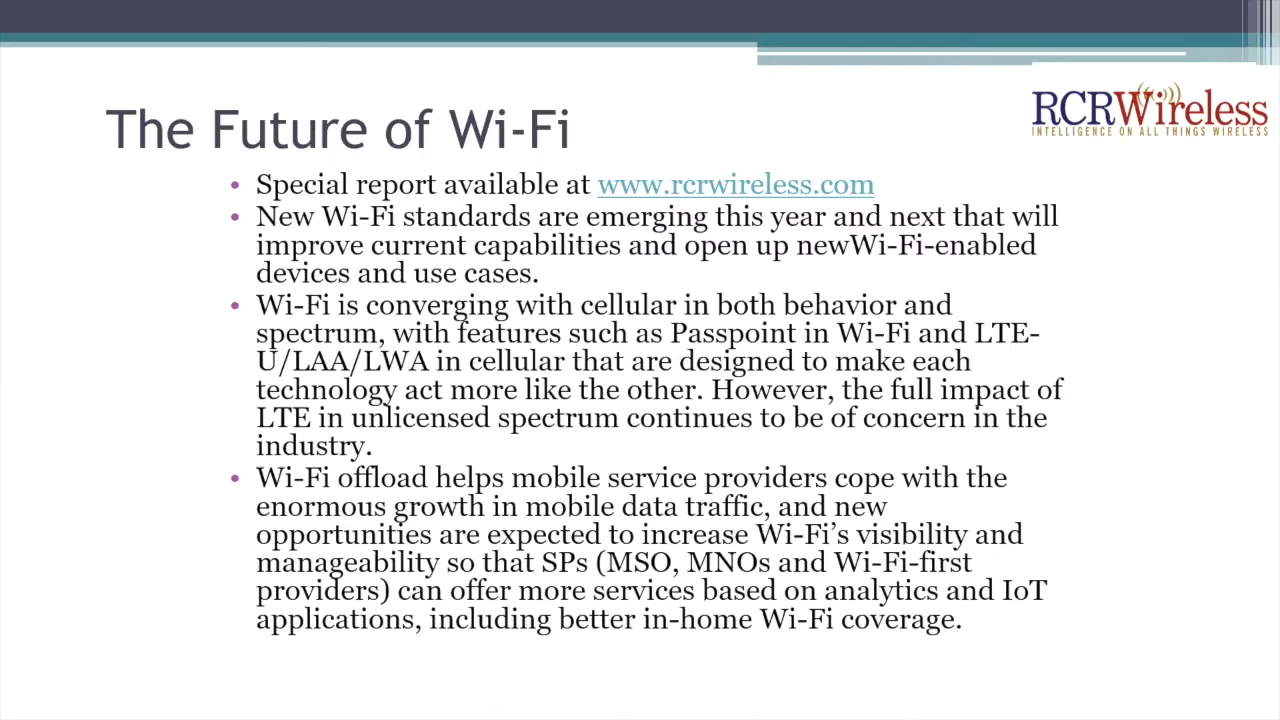 RCRWireless
INTELLIGENCE ON ALL THINGS WIRELESS
The Future of Wi-Fi
• Special report available at www.rcrwireless.com
• New Wi-Fi standards are emerging this year and next that will
improve current capabilities and open up newWi-Fi-enabled
devices and use cases.
• Wi-Fi is converging with cellular in both behavior and
spectrum, with features such as Passpoint in Wi-Fi and LTE-
U/LAA/LWA in cellular that are designed to make each
technology act more like the other. However, the full impact of
LTE in unlicensed spectrum continues to be of concern in the
industry.
• Wi-Fi offload helps mobile service providers cope with the
enormous growth in mobile data traffic, and new
opportunities are expected to increase Wi-Fi’s visibility and
manageability so that SPs (MSO, MNOs and Wi-Fi-first
providers) can offer more services based on analytics and IoT
applications, including better in-home Wi-Fi coverage.